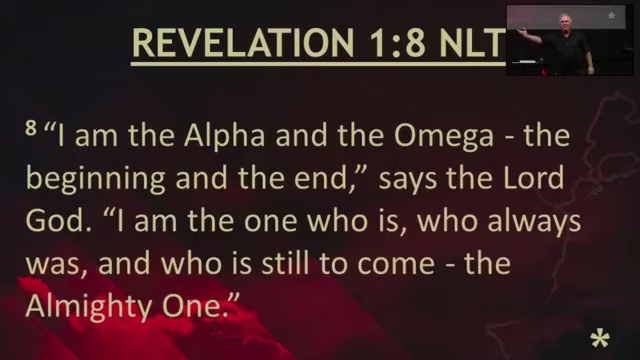 REVELATION 1:8 NLT
8 “I am the Alpha and the Omega - the
beginning and the end,” says the Lord
God. “I am the one who is, who always
was, and who is still to come - the
Almighty One.”
*